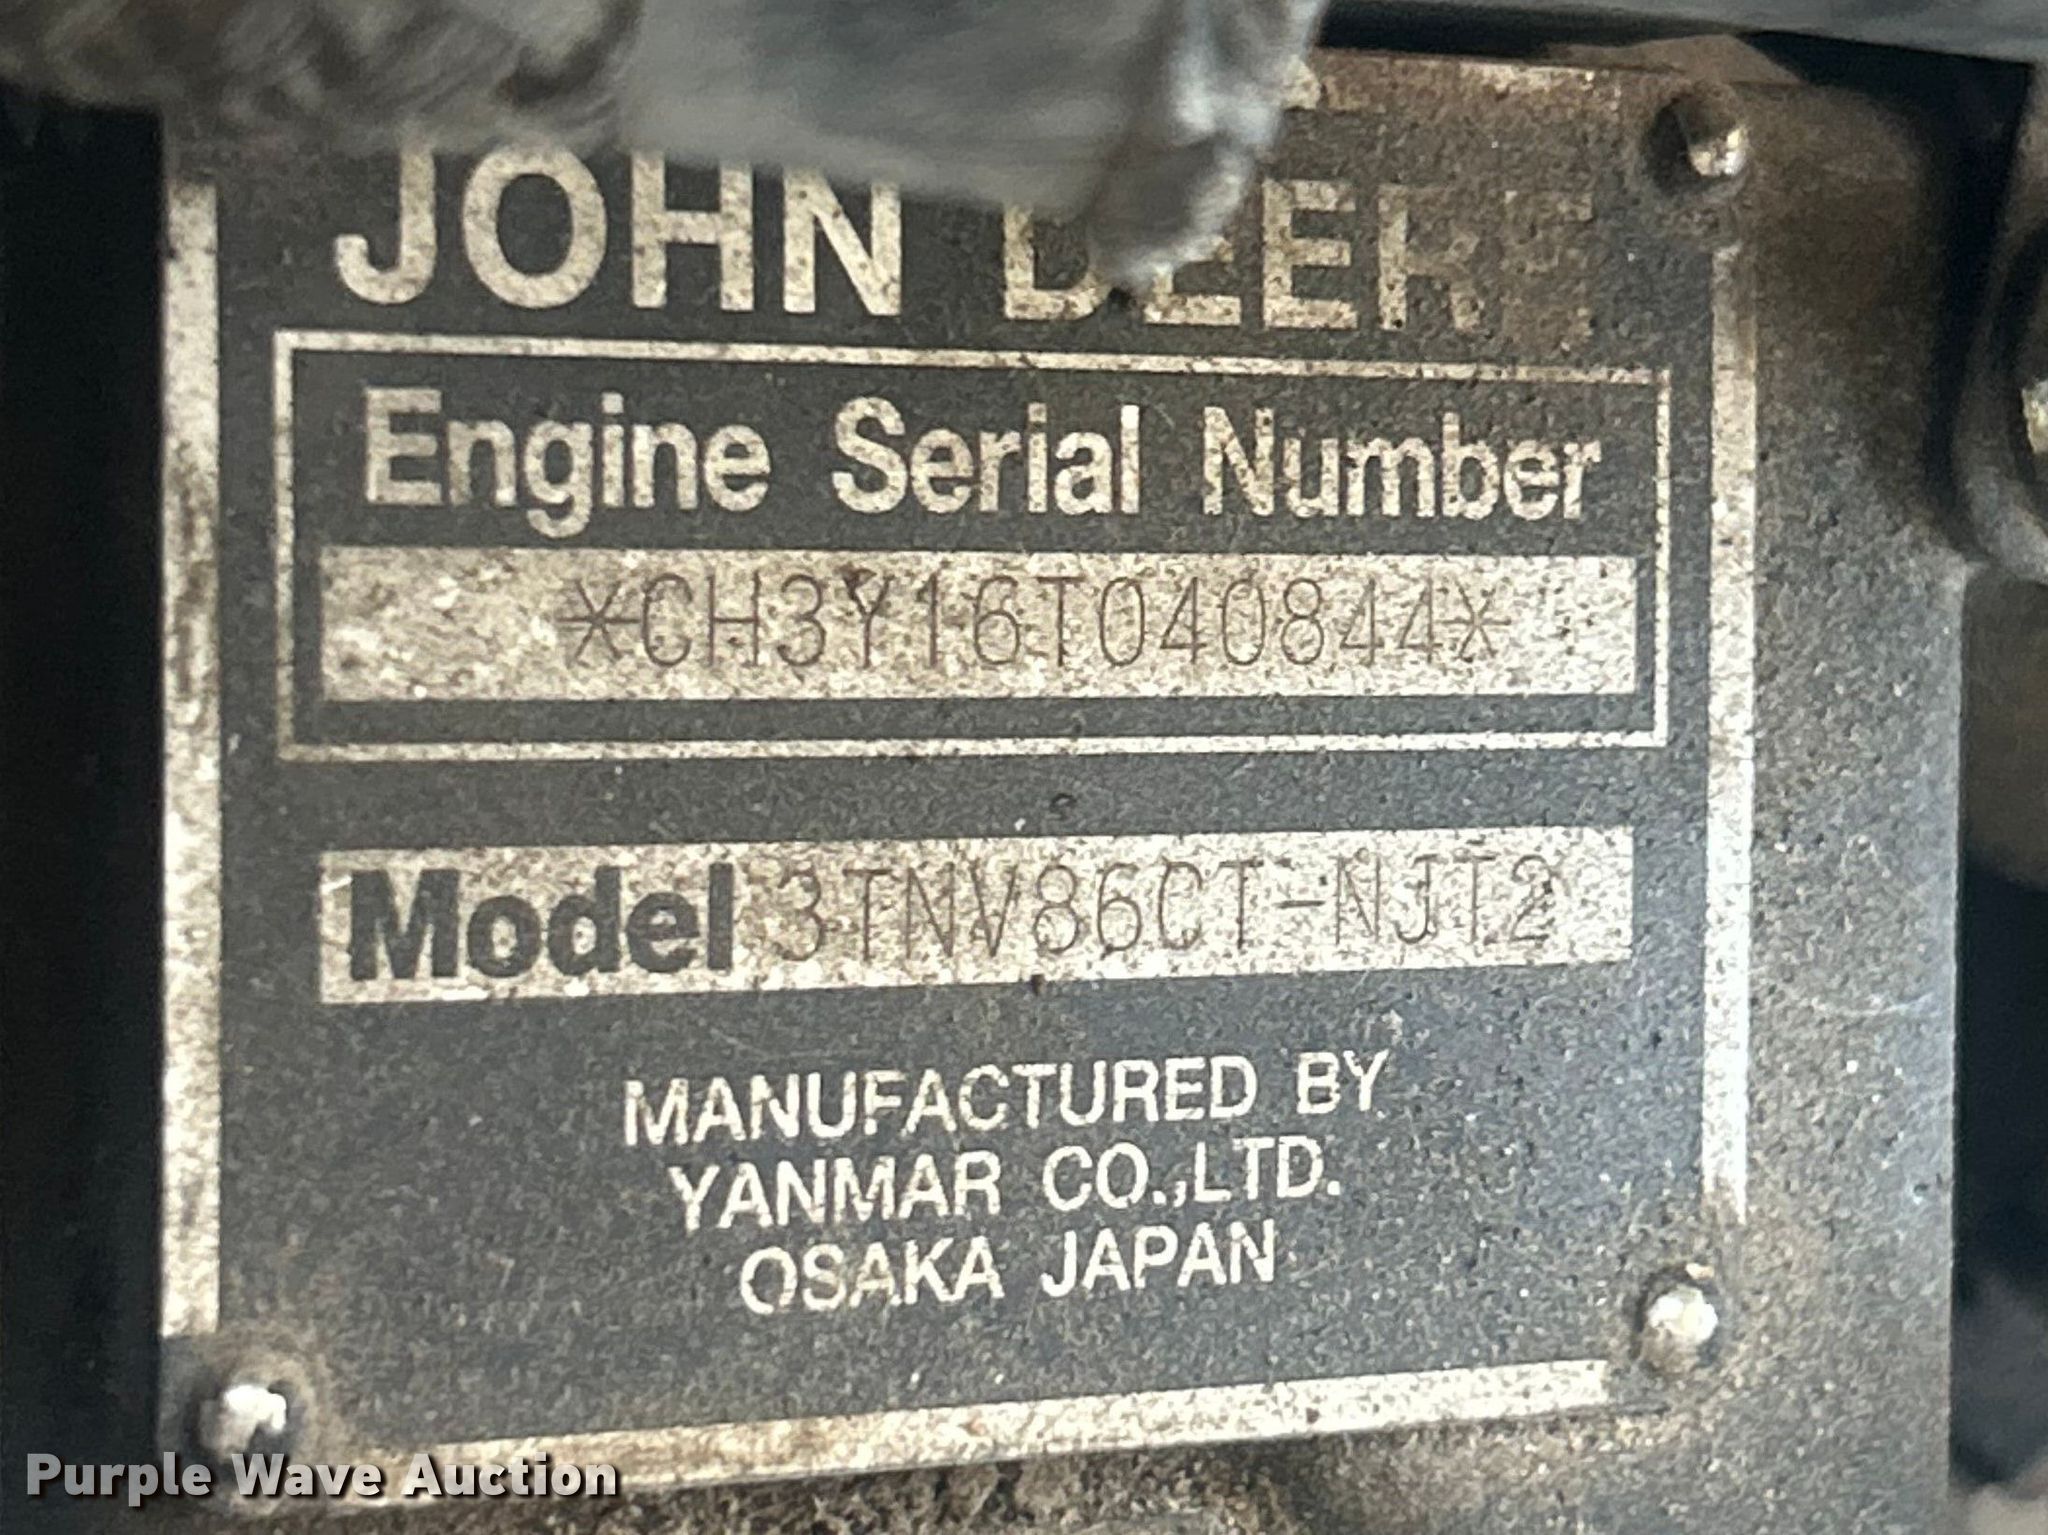 JOHN DEERE
Engine Serial Number
*CH3Y16T040844*
Model 3TNV86CT-NJT2
MANUFACTURED BY
YANMAR CO.,LTD.
OSAKA JAPAN
Purple Wave Auction